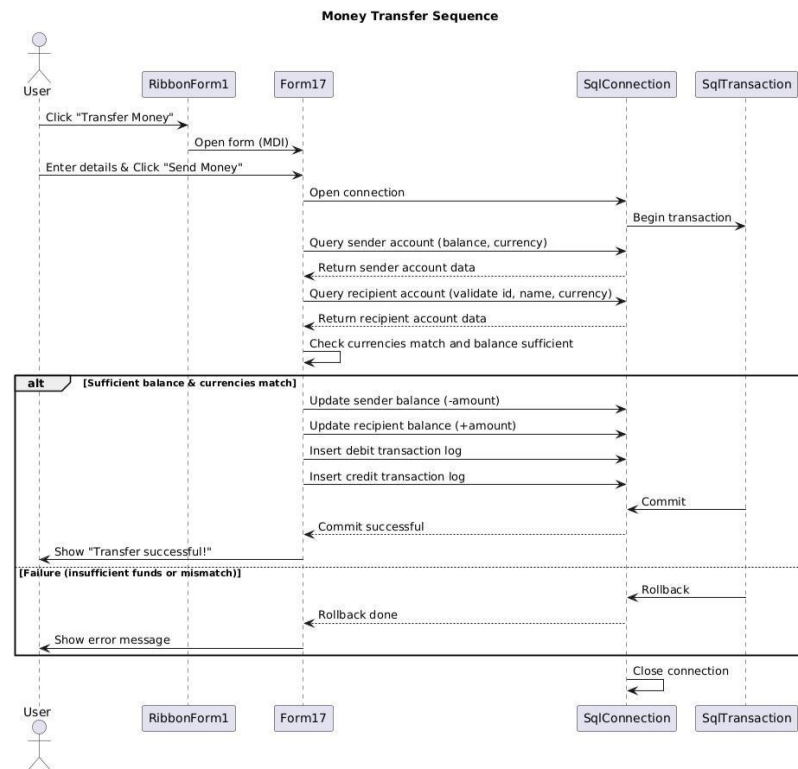 Money Transfer Sequence
User
RibbonForm1
Form17
SqlConnection
SqlTransaction
Click "Transfer Money"
Open form (MDI)
Enter details & Click "Send Money"
Open connection
Begin transaction
Query sender account (balance, currency)
Return sender account data
Query recipient account (validate id, name, currency)
Return recipient account data
Check currencies match and balance sufficient
alt
[Sufficient balance & currencies match]
Update sender balance (-amount)
Update recipient balance (+amount)
Insert debit transaction log
Insert credit transaction log
Commit
Commit successful
Show "Transfer successful!"
[Failure (insufficient funds or mismatch)]
Rollback
Rollback done
Show error message
Close connection
User
RibbonForm1
Form17
SqlConnection
SqlTransaction